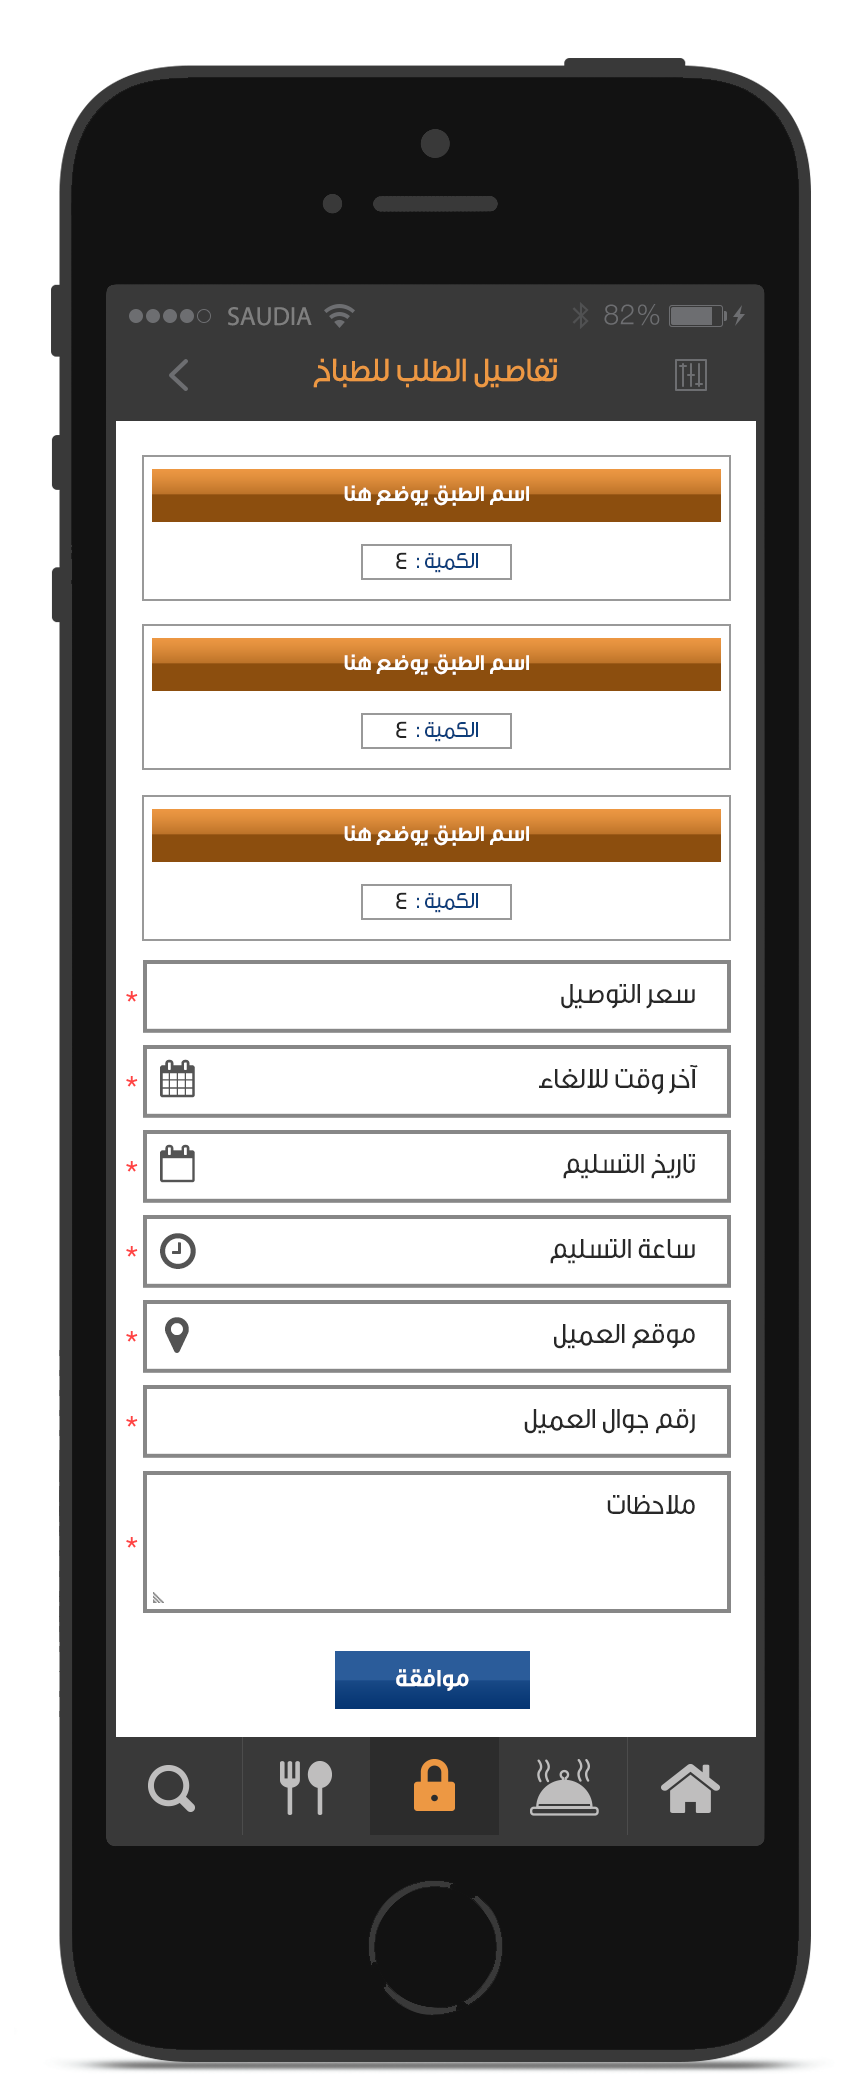 SAUDIA 82%
تفاصيل الطلب للطباخ
اسم الطبق يوضع هنا
الكمية : ٤
اسم الطبق يوضع هنا
الكمية : ٤
اسم الطبق يوضع هنا
الكمية : ٤
سعر التوصيل *
آخر وقت للالغاء *
تاريخ التسليم *
ساعة التسليم *
موقع العميل *
رقم جوال العميل *
ملاحظات *
موافقة